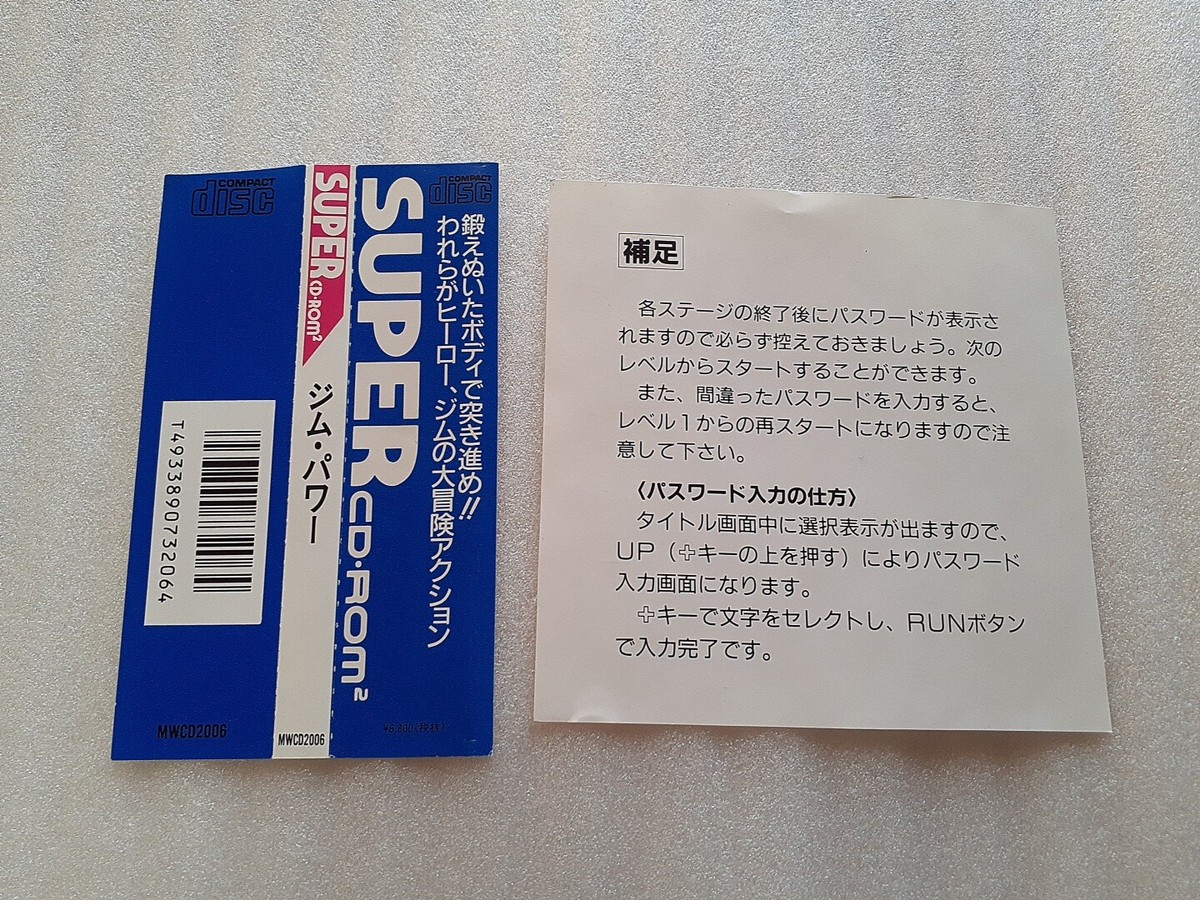 COMPACT
disc
T4933890732064
MWCD2006
SUPER
CD·ROM²
ジム・パワー
MWCD2006
COMPACT
disc
鍛えぬいたボディで突き進め!!
われらがヒーロー、ジムの大冒険アクション
SUPER
CD·ROM²
¥6,800(税抜)
補足
各ステージの終了後にパスワードが表示さ
れますので必らず控えておきましょう。次の
レベルからスタートすることができます。
また、間違ったパスワードを入力すると、
レベル1からの再スタートになりますので注
意して下さい。
〈パスワード入力の仕方〉
タイトル画面中に選択表示が出ますので、
UP(✛キーの上を押す)によりパスワード
入力画面になります。
✛キーで文字をセレクトし、RUNボタン
で入力完了です。